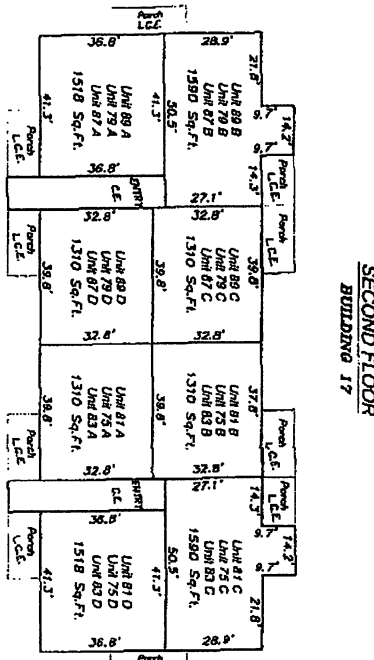 SECOND FLOOR
BUILDING 17
Porch
L.C.E.
36.8'
28.9'
41.3'
Unit 89 A
Unit 79 A
Unit 87 A
1518 Sq.Ft.
41.3'
50.5'
Unit 89 B
Unit 79 B
Unit 87 B
1590 Sq.Ft.
21.8'
14.2'
9.7'
9.7'
14.3'
Porch
L.C.E.
36.8'
27.1'
Porch
L.C.E.
ENTRY
C.E.
Porch
L.C.E.
Porch
L.C.E.
32.8'
32.8'
39.8'
Unit 89 D
Unit 79 D
Unit 87 D
1310 Sq.Ft.
39.8'
Unit 89 C
Unit 79 C
Unit 87 C
1310 Sq.Ft.
39.8'
32.8'
32.8'
39.8'
Unit 81 A
Unit 75 A
Unit 83 A
1310 Sq.Ft.
39.8'
Unit 81 B
Unit 75 B
Unit 83 B
1310 Sq.Ft.
37.8'
32.8'
32.8'
Porch
L.C.E.
Porch
L.C.E.
ENTRY
C.E.
27.1'
14.3'
Porch
L.C.E.
Porch
L.C.E.
36.8'
41.3'
Unit 81 D
Unit 75 D
Unit 83 D
1518 Sq.Ft.
41.3'
50.5'
Unit 81 C
Unit 75 C
Unit 83 C
1590 Sq.Ft.
9.7'
14.2'
9.7'
21.8'
36.8'
28.9'
Porch